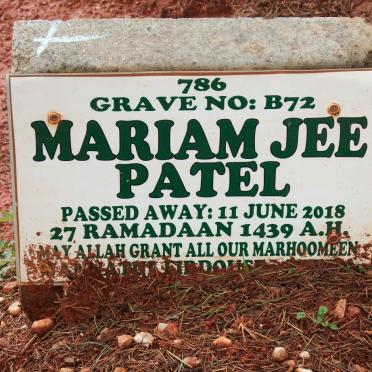 786
GRAVE NO: B72
MARIAM JEE
PATEL
PASSED AWAY: 11 JUNE 2018
27 RAMADAAN 1439 A.H.
MAY ALLAH GRANT ALL OUR MARHOOMEEN